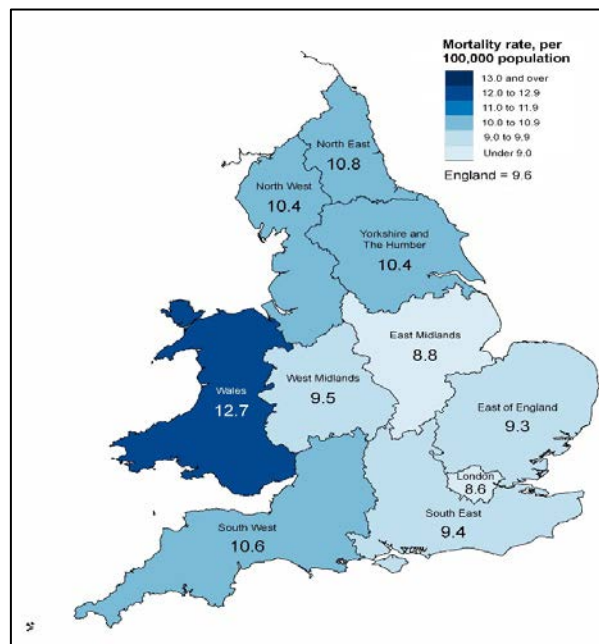 Mortality rate, per
100,000 population
13.0 and over
12.0 to 12.9
11.0 to 11.9
10.0 to 10.9
9.0 to 9.9
Under 9.0
England = 9.6
North East
10.8
North West
10.4
Yorkshire and
The Humber
10.4
East Midlands
8.8
West Midlands
9.5
Wales
12.7
East of England
9.3
London
8.6
South East
9.4
South West
10.6